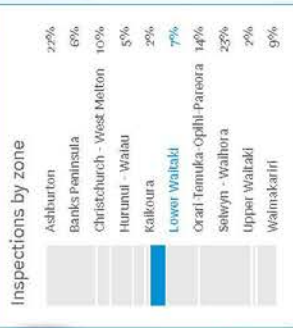 Inspections by zone
Ashburton 22%
Banks Peninsula 6%
Christchurch - West Melton 10%
Hurunui - Waiau 5%
Kaikoura 2%
Lower Waitaki 7%
Orari-Temuka-Opihi-Pareora 14%
Selwyn - Waihora 23%
Upper Waitaki 2%
Waimakariri 9%